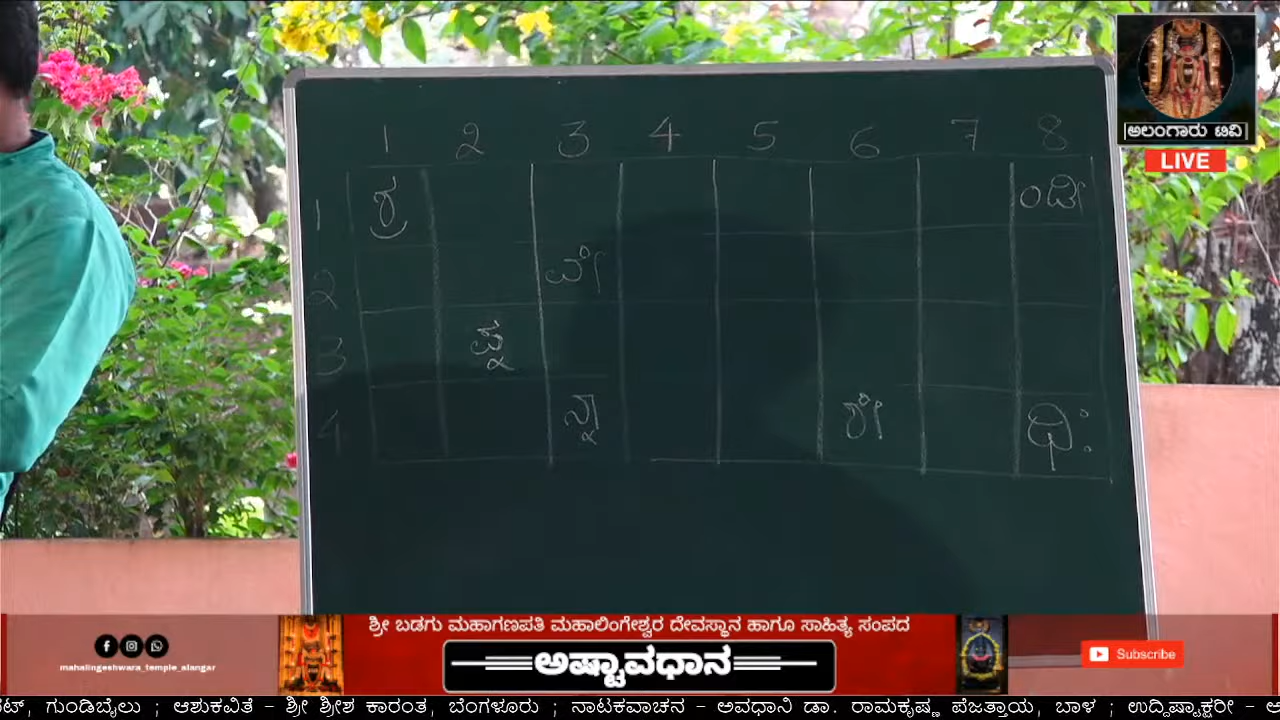 1 2 3 4 5 6 7 8
1 ಕ್ರ ಂದೀ
2
3
4 ಧಿಃ
ಅಲಂಗಾರು ಟಿವಿ
LIVE
ಶ್ರೀ ಬಡಗು ಮಹಾಗಣಪತಿ ಮಹಾಲಿಂಗೇಶ್ವರ ದೇವಸ್ಥಾನ ಹಾಗೂ ಸಾಹಿತ್ಯ ಸಂಪದ
ಅಷ್ಟಾವಧಾನ
mahalingeshwara_temple_alangar
Subscribe
ಗುಂಡಿಬೈಲು ; ಆಶುಕವಿತೆ - ಶ್ರೀ ಶ್ರೀಶ ಕಾರಂತ, ಬೆಂಗಳೂರು ; ನಾಟಕವಾಚನ - ಅವಧಾನಿ ಡಾ. ರಾಮಕೃಷ್ಣ ಪೆಜತ್ತಾಯ, ಬಾಳ ; ಉದ್ದಿಷ್ಟಾಕ್ಷರೀ -